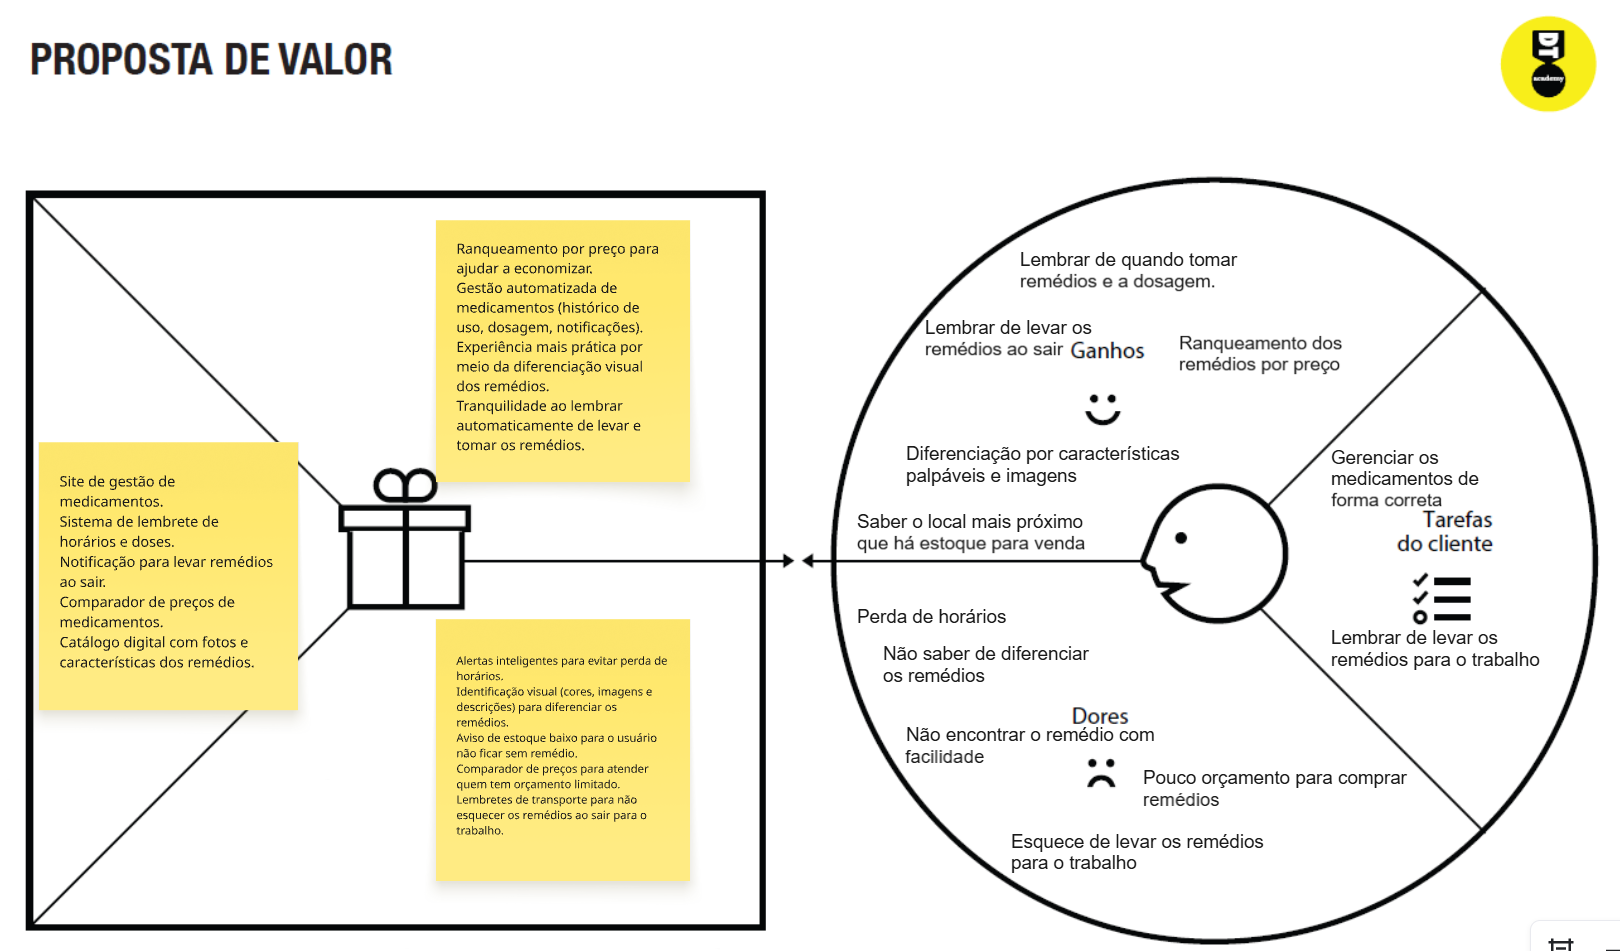 PROPOSTA DE VALOR
DT
academy
Ranqueamento por preço para
ajudar a economizar.
Gestão automatizada de
medicamentos (histórico de
uso, dosagem, notificações).
Experiência mais prática por
meio da diferenciação visual
dos remédios.
Tranquilidade ao lembrar
automaticamente de levar e
tomar os remédios.
Site de gestão de
medicamentos.
Sistema de lembrete de
horários e doses.
Notificação para levar remédios
ao sair.
Comparador de preços de
medicamentos.
Catálogo digital com fotos e
características dos remédios.
Alertas inteligentes para evitar perda de
horários.
Identificação visual (cores, imagens e
descrições) para diferenciar os
remédios.
Aviso de estoque baixo para o usuário
não ficar sem remédio.
Comparador de preços para atender
quem tem orçamento limitado.
Lembretes de transporte para não
esquecer os remédios ao sair para o
trabalho.
Lembrar de quando tomar
remédios e a dosagem.
Lembrar de levar os
remédios ao sair
Ganhos
Ranqueamento dos
remédios por preço
Diferenciação por características
palpáveis e imagens
Saber o local mais próximo
que há estoque para venda
Gerenciar os
medicamentos de
forma correta
Tarefas
do cliente
Lembrar de levar os
remédios para o trabalho
Perda de horários
Não saber de diferenciar
os remédios
Dores
Não encontrar o remédio com
facilidade
Pouco orçamento para comprar
remédios
Esquece de levar os remédios
para o trabalho